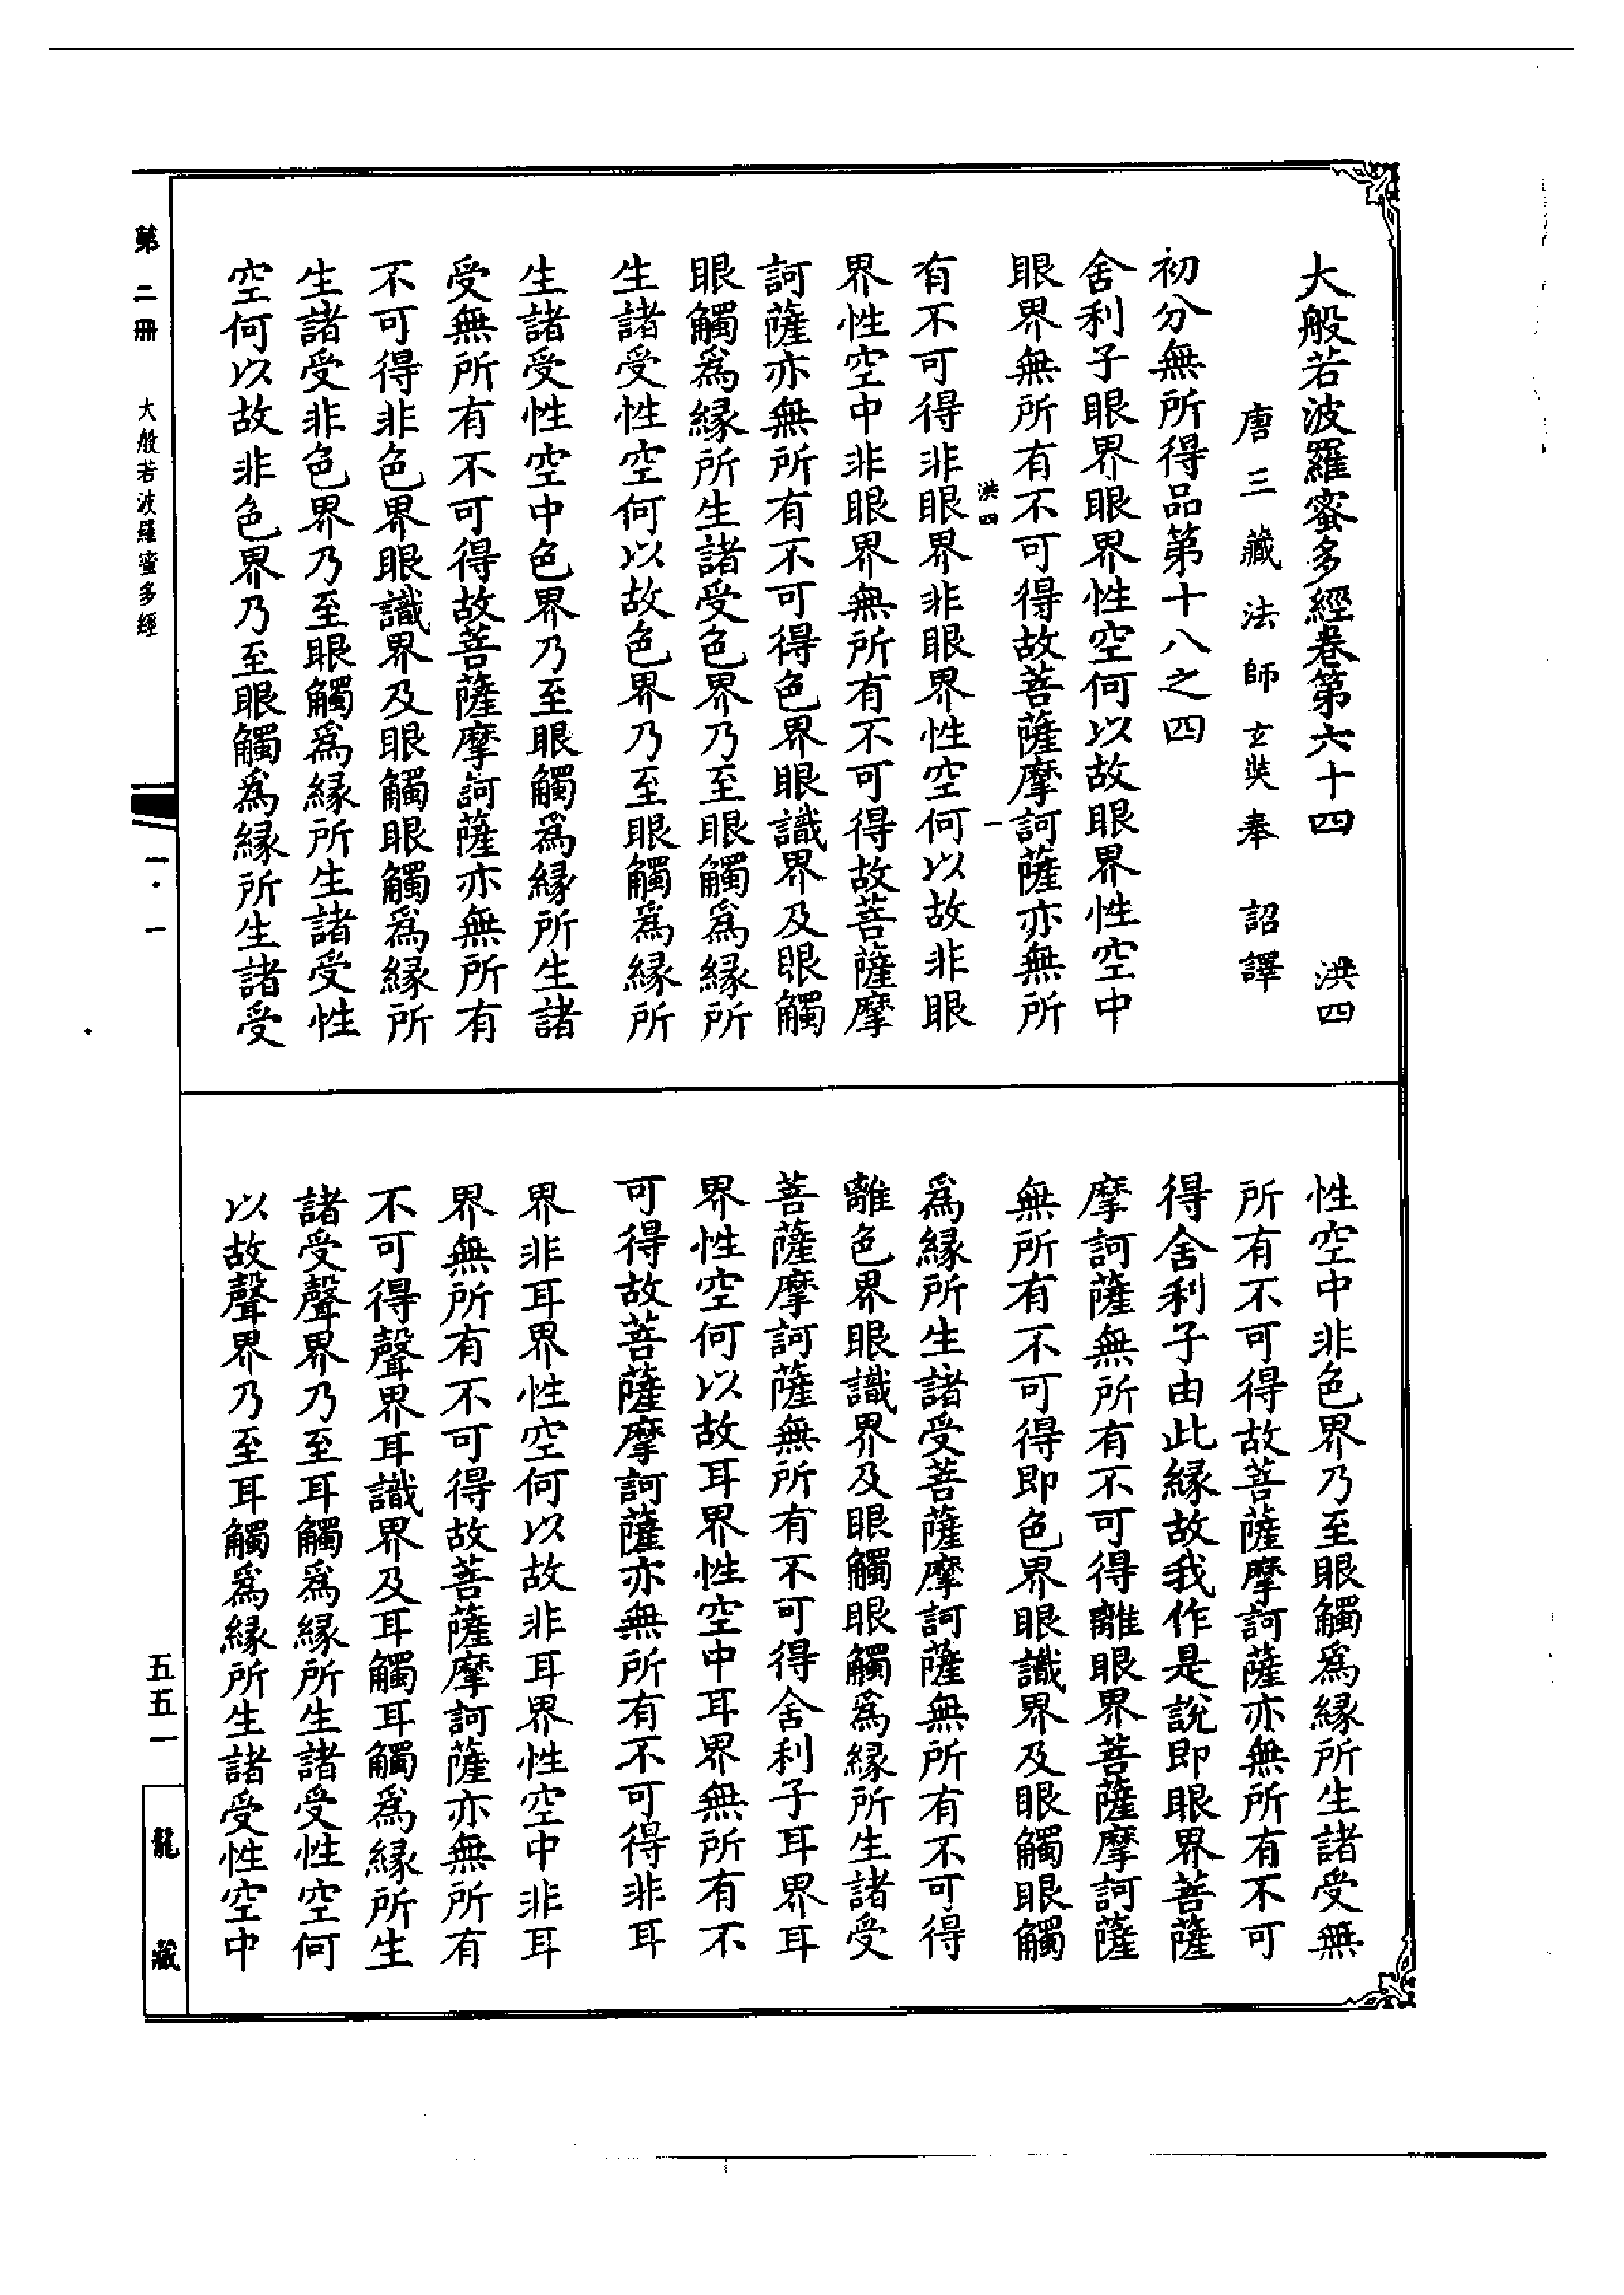 大般若波羅蜜多經卷第六十四 洪四
唐三藏法師玄奘奉 詔譯
初分無所得品第十八之四
舍利子眼界眼界性空何以故眼界性空中
眼界無所有不可得故菩薩摩訶薩亦無所
洪四 一
有不可得非眼界非眼界性空何以故非眼
界性空中非眼界無所有不可得故菩薩摩
訶薩亦無所有不可得色界眼識界及眼觸
眼觸爲緣所生諸受色界乃至眼觸爲緣所
生諸受性空何以故色界乃至眼觸爲緣所
生諸受性空中色界乃至眼觸爲緣所生諸
受無所有不可得故菩薩摩訶薩亦無所有
不可得非色界眼識界及眼觸眼觸爲緣所
生諸受非色界乃至眼觸爲緣所生諸受性
空何以故非色界乃至眼觸爲緣所生諸受
性空中非色界乃至眼觸爲緣所生諸受無
所有不可得故菩薩摩訶薩亦無所有不可
得舍利子由此緣故我作是說即眼界菩薩
摩訶薩無所有不可得離眼界菩薩摩訶薩
無所有不可得即色界眼識界及眼觸眼觸
爲緣所生諸受菩薩摩訶薩無所有不可得
離色界眼識界及眼觸眼觸爲緣所生諸受
菩薩摩訶薩無所有不可得舍利子耳界耳
界性空何以故耳界性空中耳界無所有不
可得故菩薩摩訶薩亦無所有不可得非耳
界非耳界性空何以故非耳界性空中非耳
界無所有不可得故菩薩摩訶薩亦無所有
不可得聲界耳識界及耳觸耳觸爲緣所生
諸受聲界乃至耳觸爲緣所生諸受性空何
以故聲界乃至耳觸爲緣所生諸受性空中
第二冊 大般若波羅蜜多經 一·一 五五一 龍藏